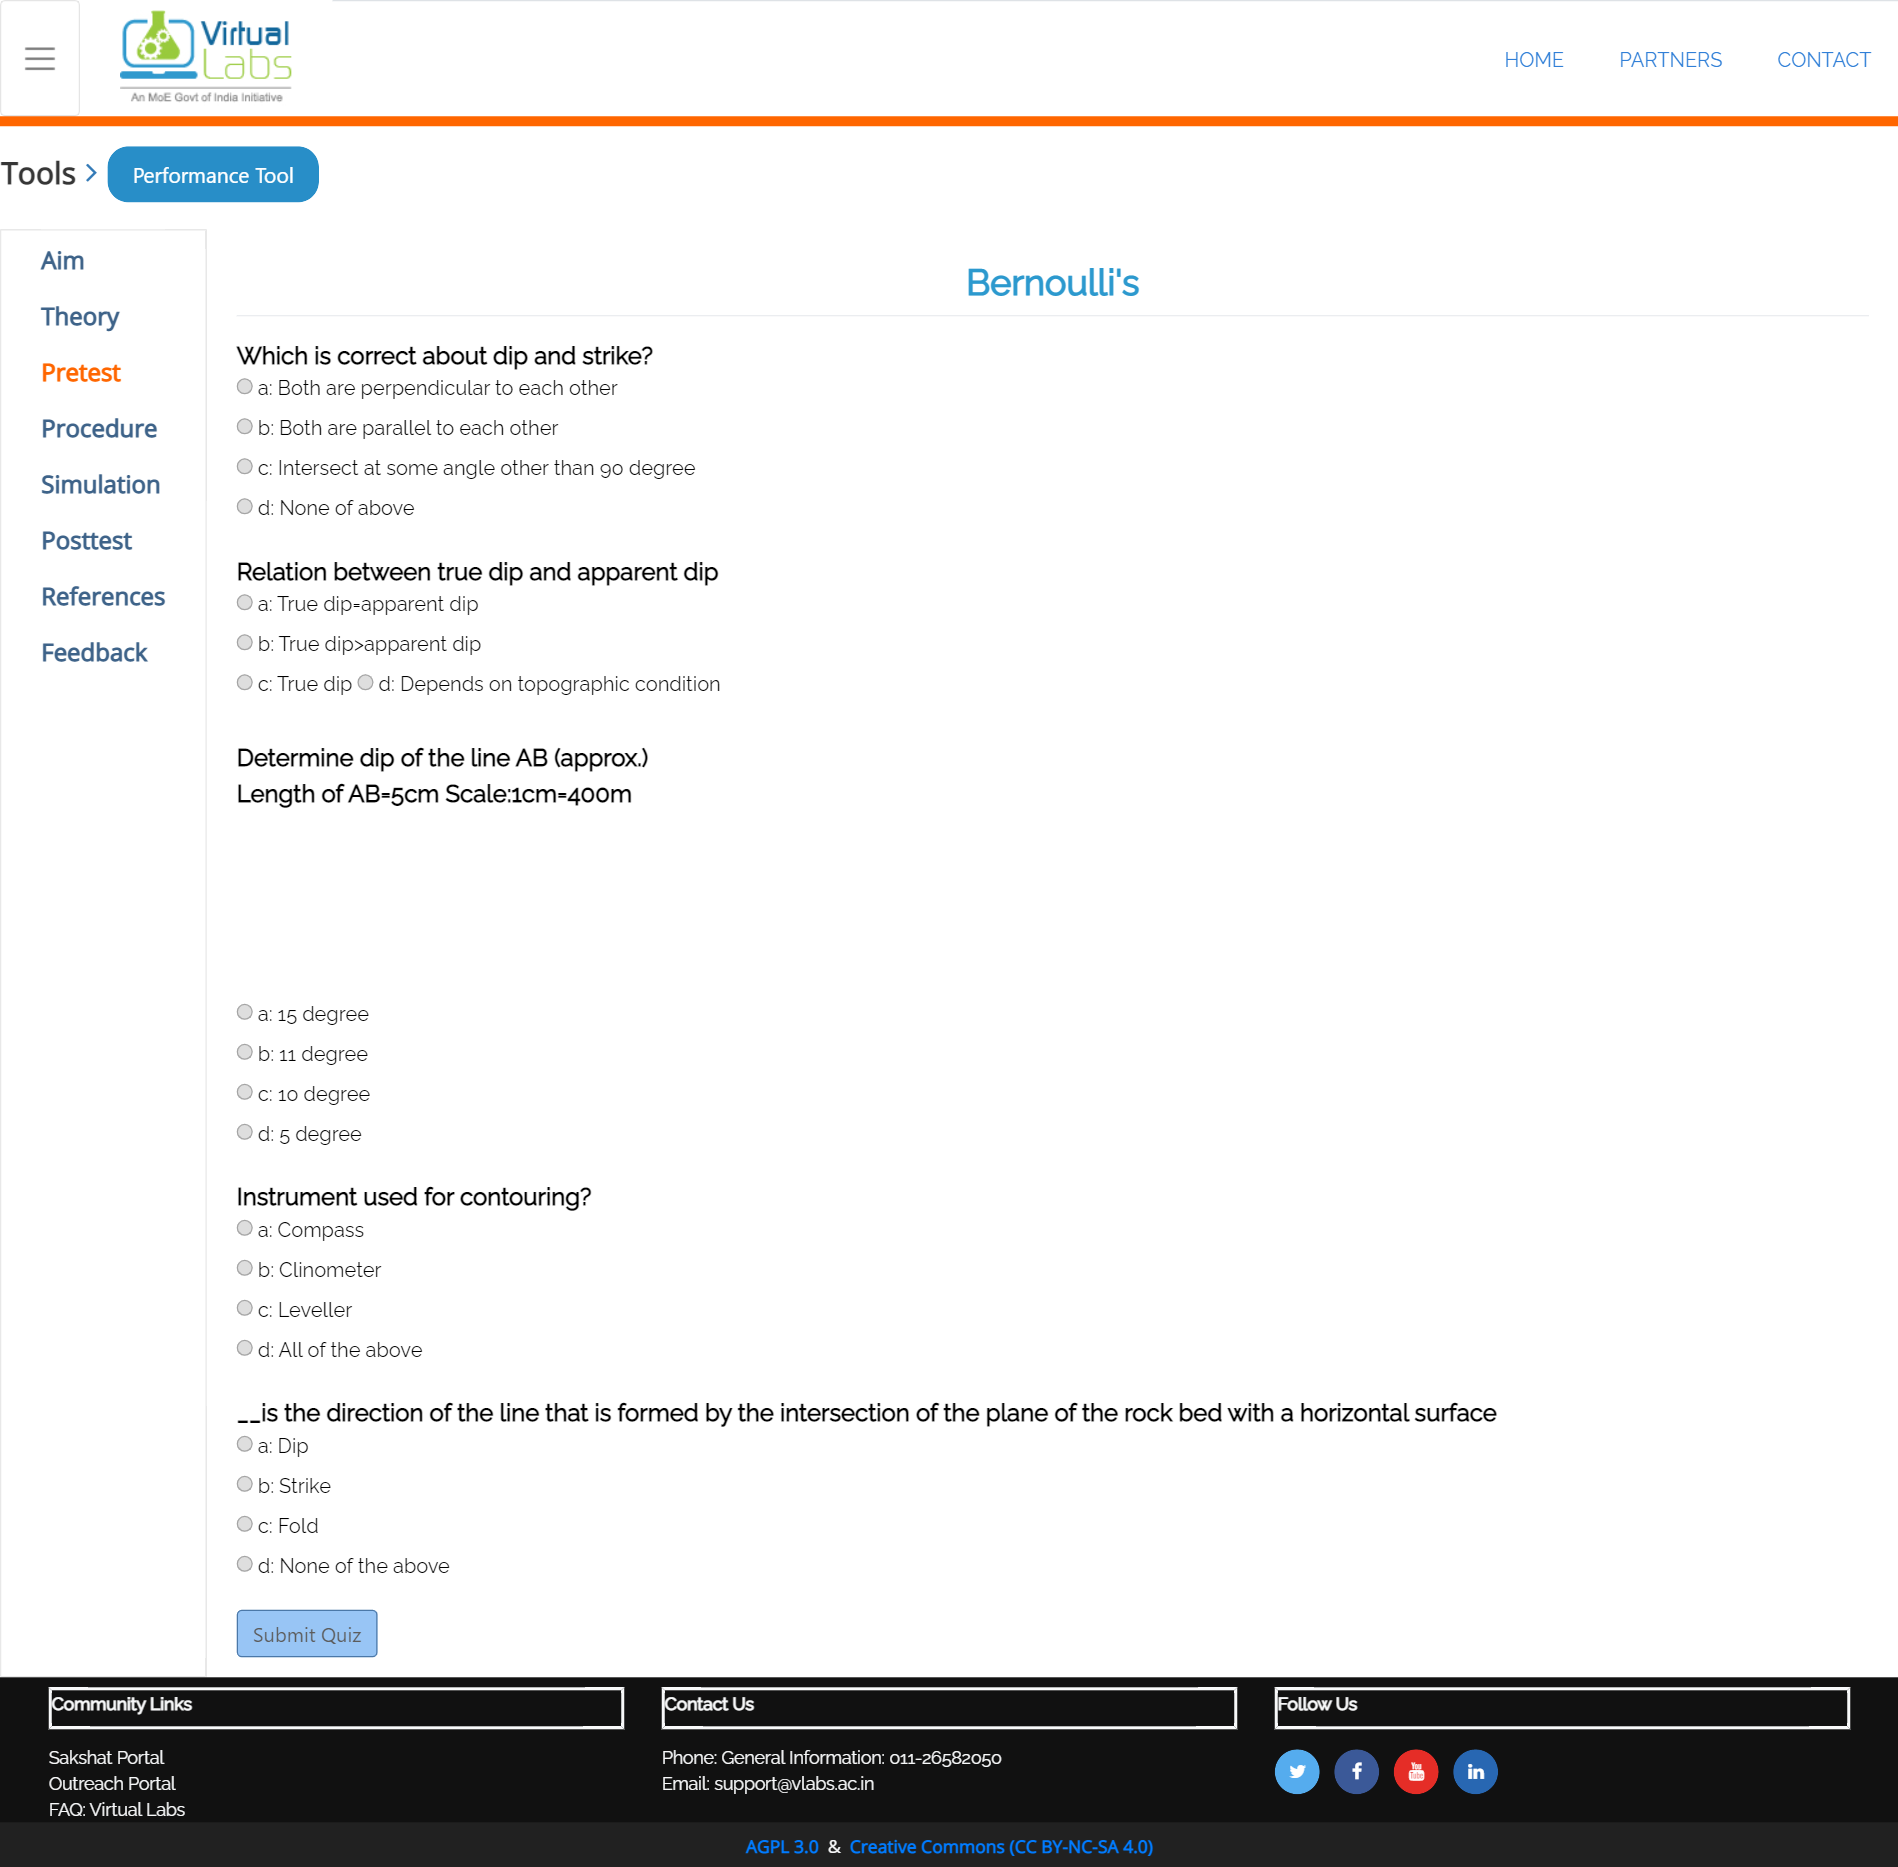 Virtual
Labs
An MoE Govt of India Initiative
HOME PARTNERS CONTACT
Tools
Performance Tool
Aim
Theory
Pretest
Procedure
Simulation
Posttest
References
Feedback
Bernoulli's
Which is correct about dip and strike?
a: Both are perpendicular to each other
b: Both are parallel to each other
c: Intersect at some angle other than 90 degree
d: None of above
Relation between true dip and apparent dip
a: True dip=apparent dip
b: True dip>apparent dip
c: True dip d: Depends on topographic condition
Determine dip of the line AB (approx.)
Length of AB=5cm Scale:1cm=400m
a: 15 degree
b: 11 degree
c: 10 degree
d: 5 degree
Instrument used for contouring?
a: Compass
b: Clinometer
c: Leveller
d: All of the above
__is the direction of the line that is formed by the intersection of the plane of the rock bed with a horizontal surface
a: Dip
b: Strike
c: Fold
d: None of the above
Submit Quiz
Community Links
Sakshat Portal
Outreach Portal
FAQ: Virtual Labs
Contact Us
Phone: General Information: 011-26582050
Email: support@vlabs.ac.in
Follow Us
You Tube
AGPL 3.0 & Creative Commons (CC BY-NC-SA 4.0)